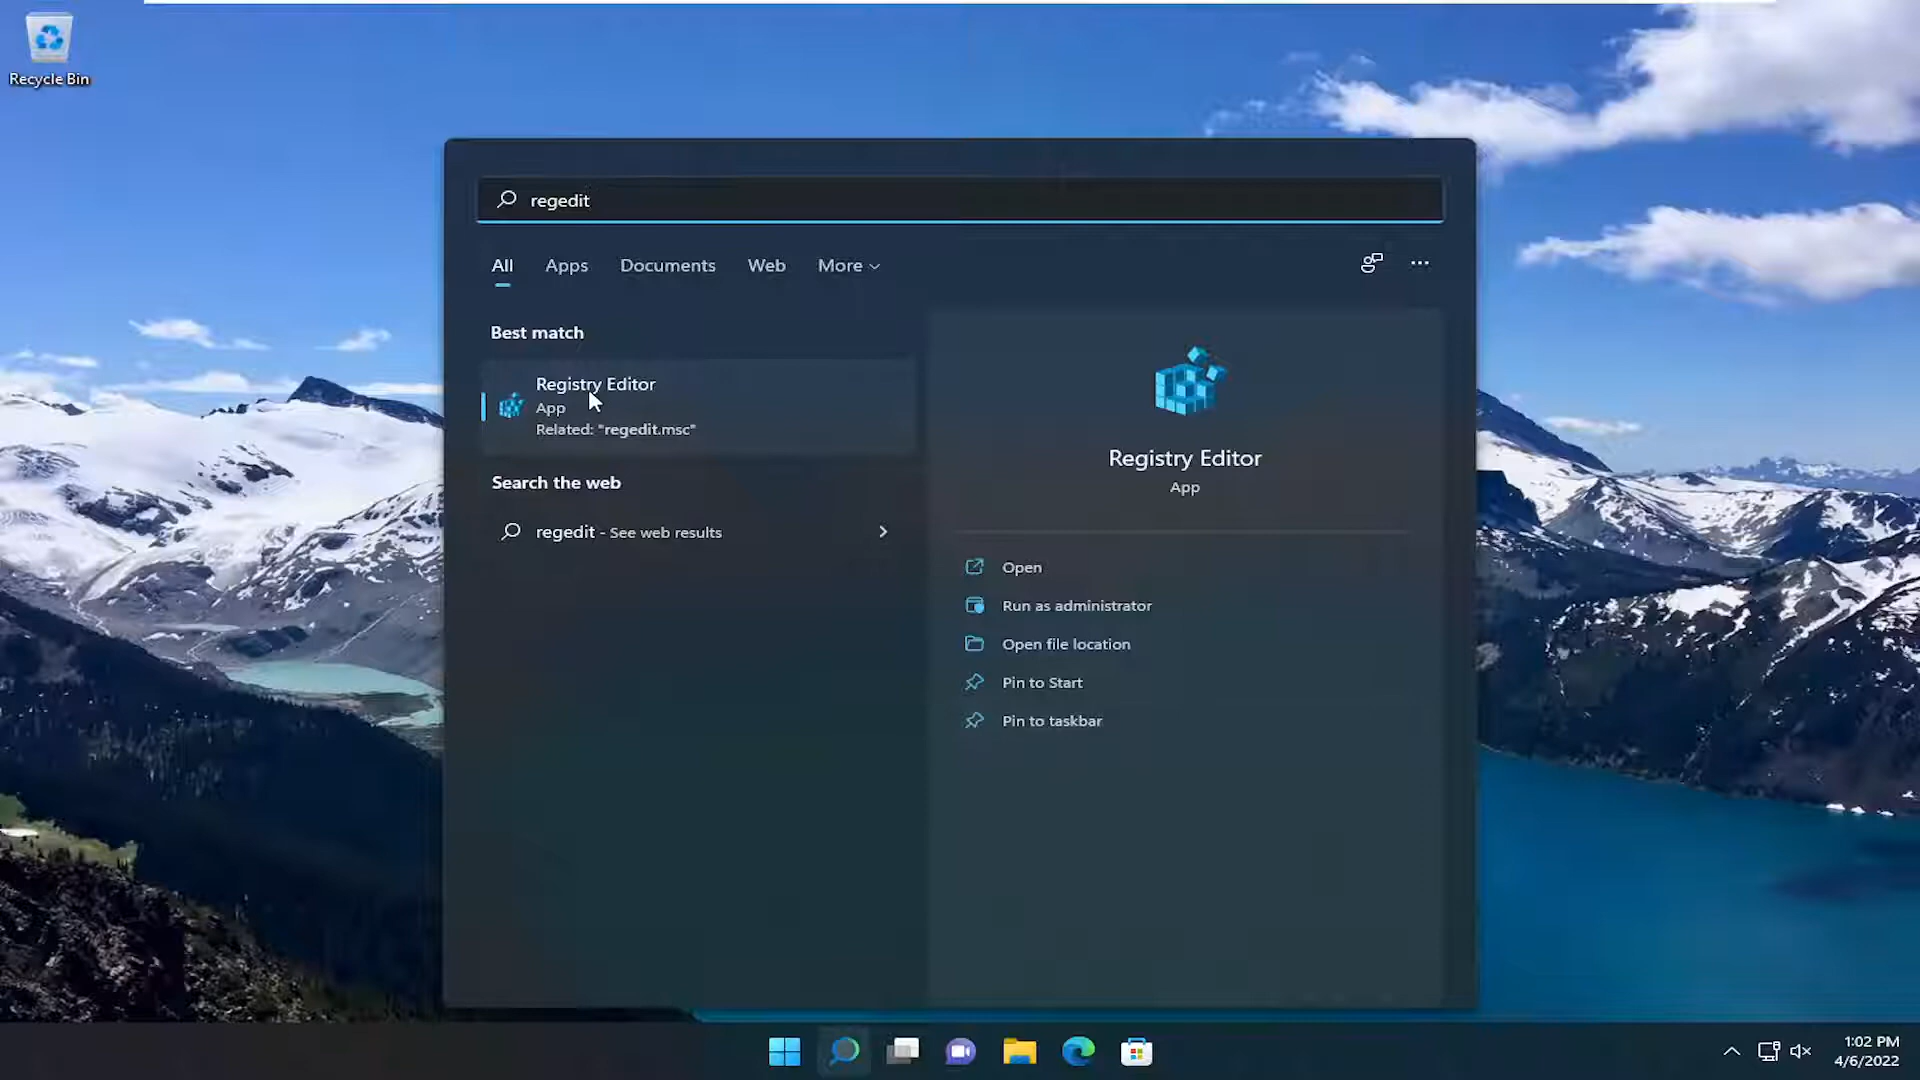 Recycle Bin
regedit
All Apps Documents Web More
Best match
Registry Editor
App
Related: "regedit.msc"
Search the web
regedit - See web results
Registry Editor
App
Open
Run as administrator
Open file location
Pin to Start
Pin to taskbar
1:02 PM
4/6/2022